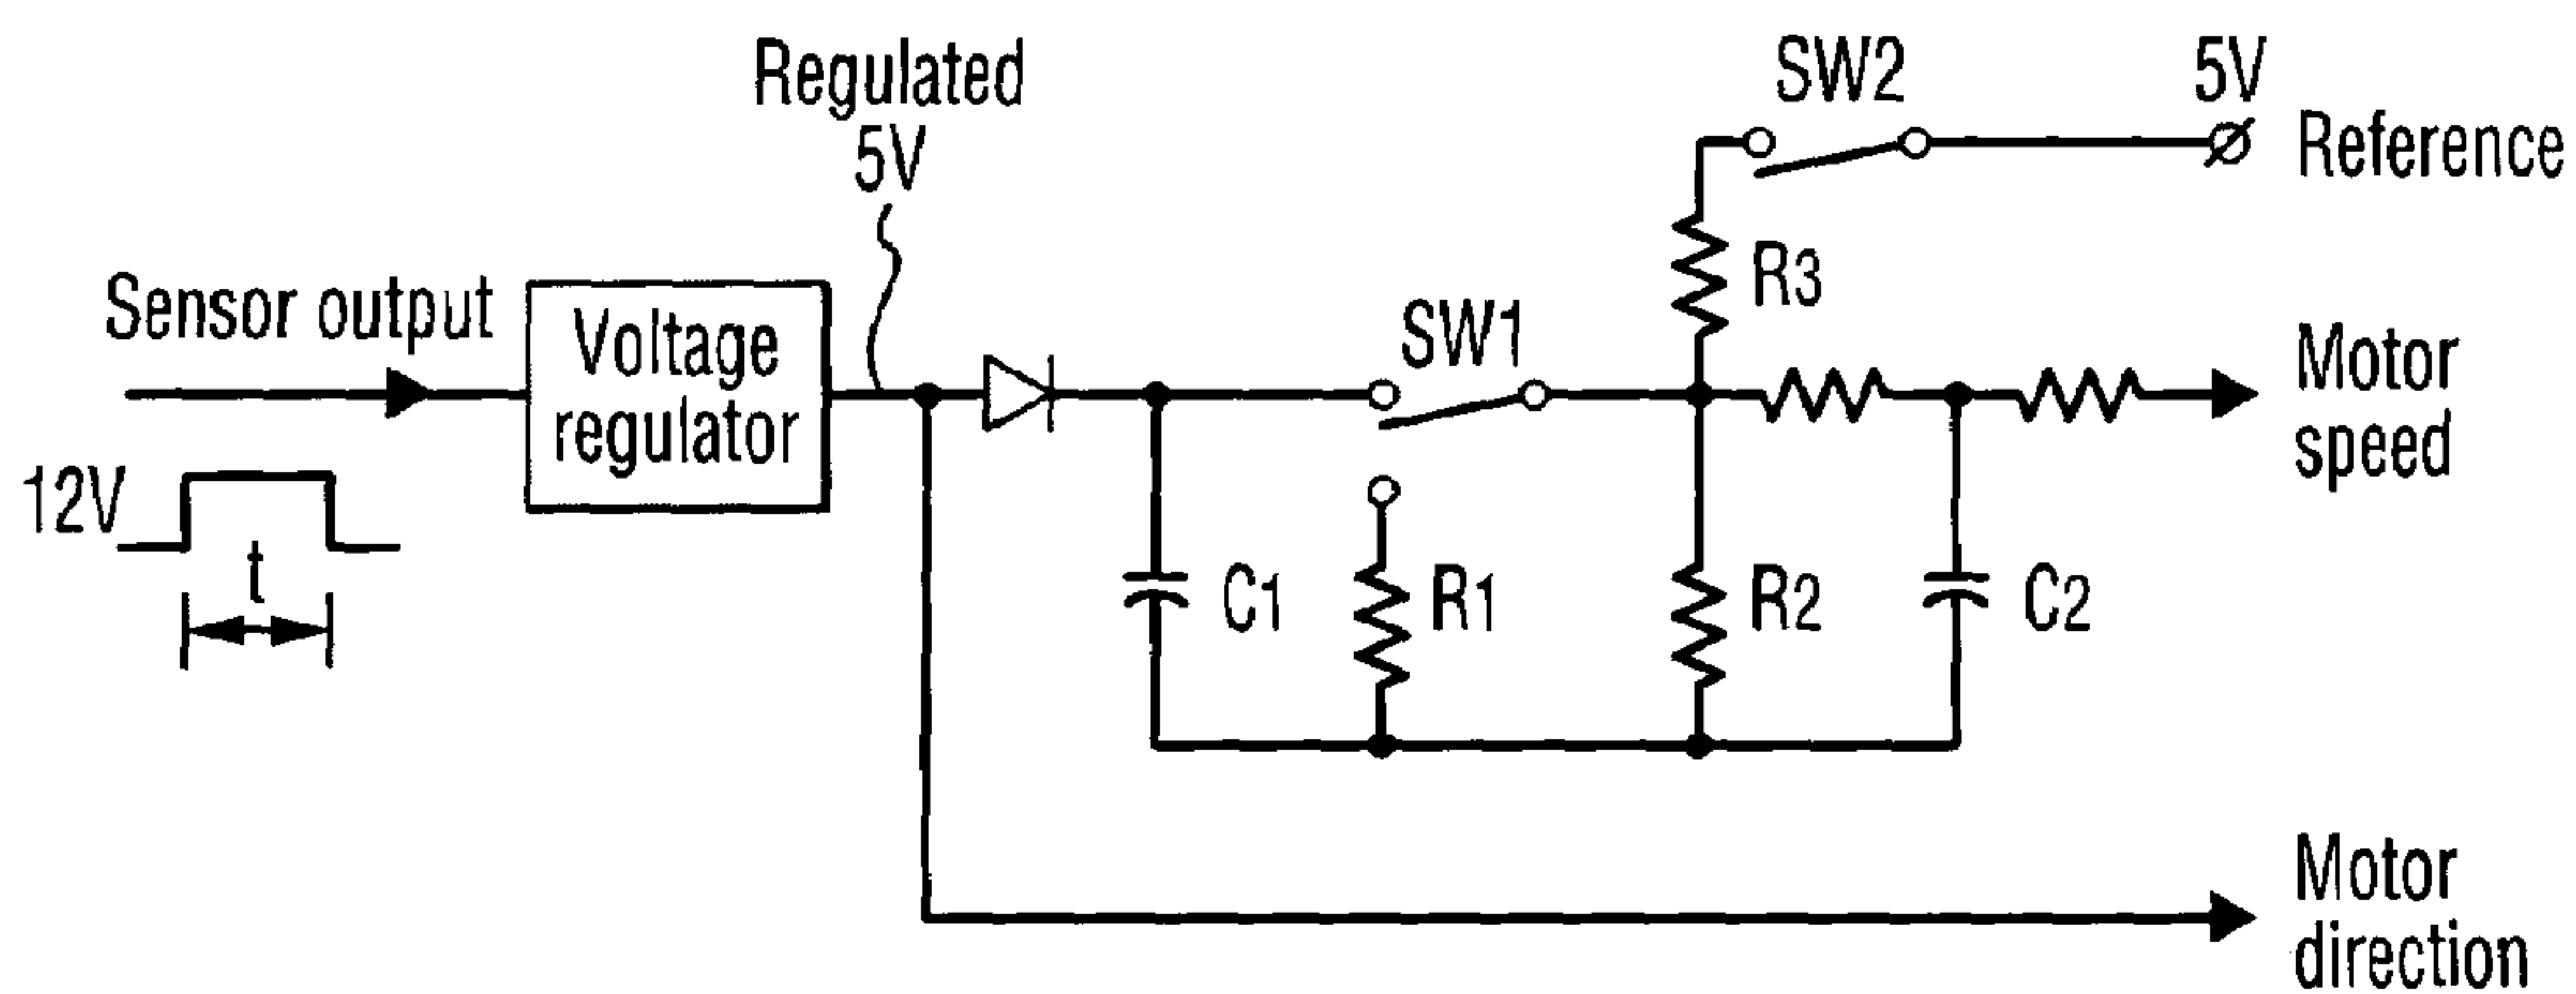 Regulated
5V
SW2
5V
Reference
Sensor output
Voltage
regulator
SW1
R3
Motor
speed
12V
t
C1
R1
R2
C2
Motor
direction